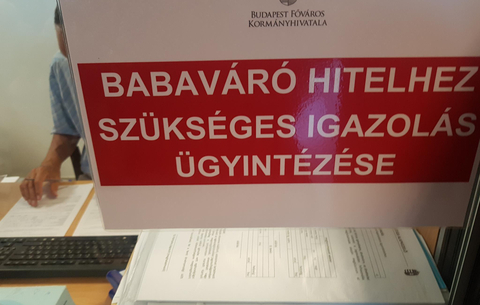 BUDAPEST FŐVÁROS
KORMÁNYHIVATALA
BABAVÁRÓ HITELHEZ
SZÜKSÉGES IGAZOLÁS
ÜGYINTÉZÉSE